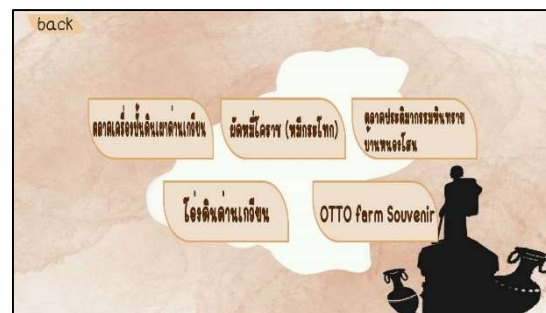 back
ตลาดเครื่องปั้นดินเผาด่านเกวียน
ผัดหมี่โคราช (หมี่กระโทก)
ตลาดประติมากรรมหินทราย
บ้านหนองโสน
โอ่งดินด่านเกวียน
OTTO farm Souvenir